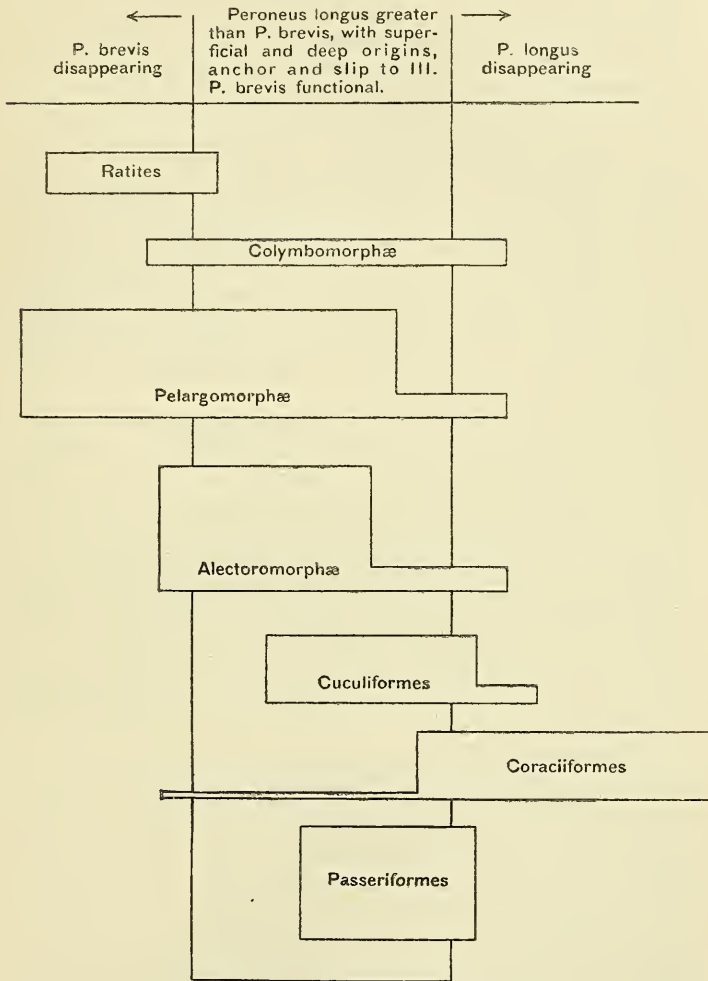 P. brevis
disappearing
Peroneus longus greater
than P. brevis, with super-
ficial and deep origins,
anchor and slip to III.
P. brevis functional.
P. longus
disappearing
Ratites
Colymbomorphæ
Pelargomorphæ
Alectoromorphæ
Cuculiformes
Coraciiformes
Passeriformes